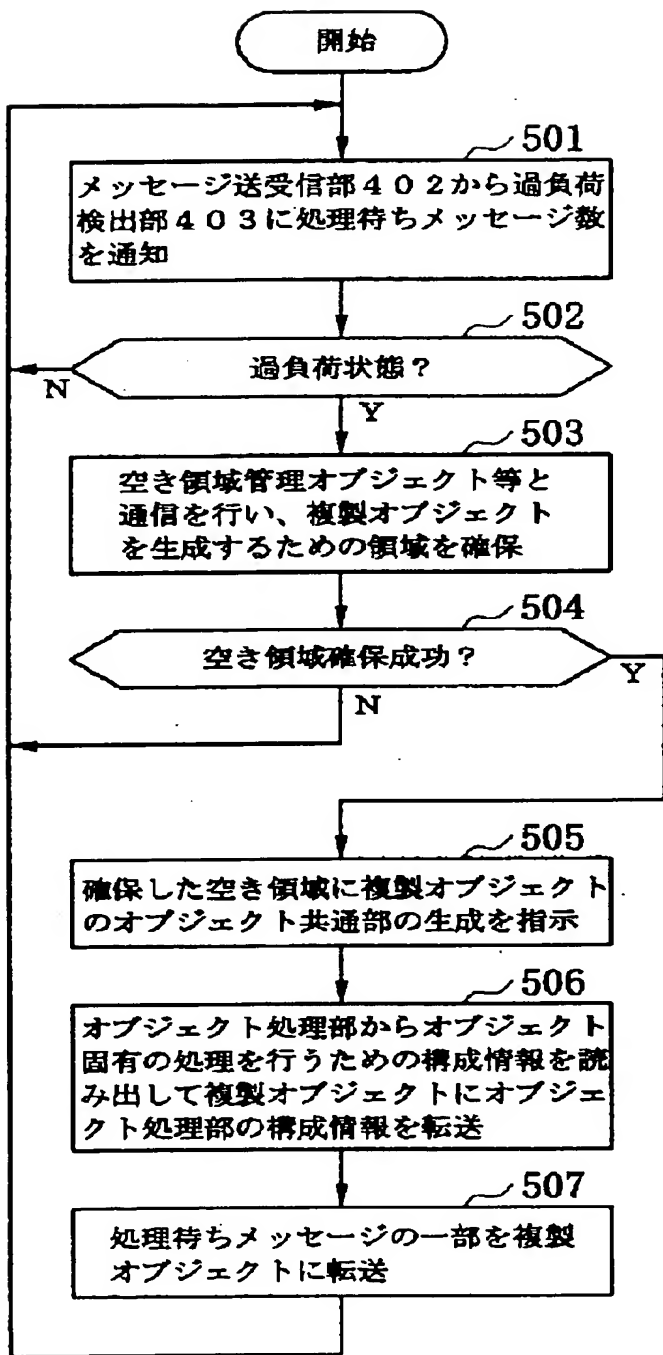 開始
501
メッセージ送受信部402から過負荷
検出部403に処理待ちメッセージ数
を通知
502
過負荷状態?
N
Y
503
空き領域管理オブジェクト等と
通信を行い、複製オブジェクト
を生成するための領域を確保
504
空き領域確保成功?
Y
N
505
確保した空き領域に複製オブジェクト
のオブジェクト共通部の生成を指示
506
オブジェクト処理部からオブジェクト
固有の処理を行うための構成情報を読
み出して複製オブジェクトにオブジェ
クト処理部の構成情報を転送
507
処理待ちメッセージの一部を複製
オブジェクトに転送